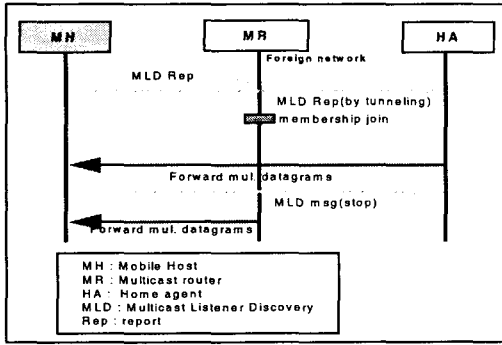 MH
MR
HA
Foreign network
MLD Rep
MLD Rep(by tunneling)
membership join
Forward mul. datagrams
MLD msg(stop)
Forward mul. datagrams
MH : Mobile Host
MR : Multicast router
HA : Home agent
MLD : Multicast Listener Discovery
Rep : report